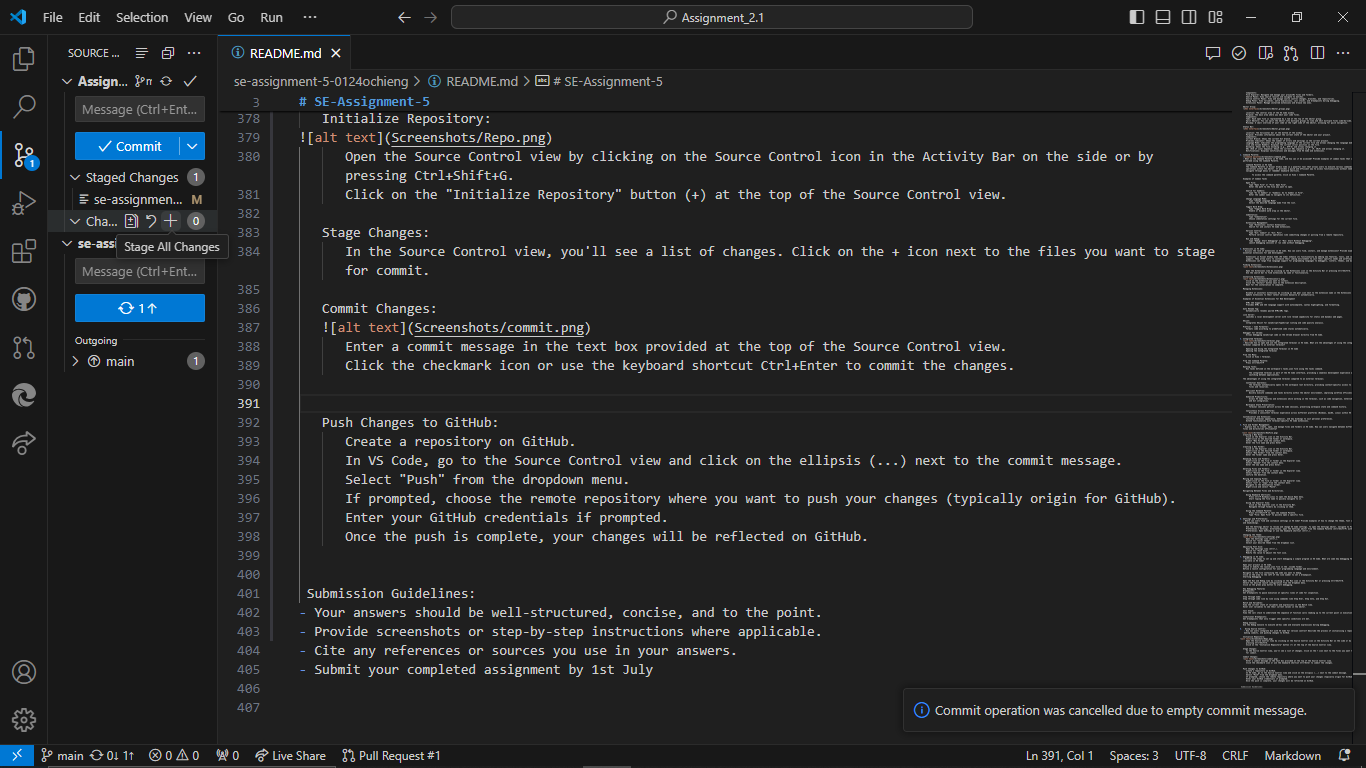 File Edit Selection View Go Run ···
Assignment_2.1
SOURCE ...
README.md
se-assignment-5-0124ochieng > README.md > # SE-Assignment-5
Assign...
Message (Ctrl+Ent...
Commit
Staged Changes 1
se-assignmen... M
Cha... 0
se-assi
Stage All Changes
Message (Ctrl+Ent...
1↑
Outgoing
main 1
1
3 # SE-Assignment-5
378 Initialize Repository:
379 ![alt text](Screenshots/Repo.png)
380 Open the Source Control view by clicking on the Source Control icon in the Activity Bar on the side or by
pressing Ctrl+Shift+G.
381 Click on the "Initialize Repository" button (+) at the top of the Source Control view.
382
383 Stage Changes:
384 In the Source Control view, you'll see a list of changes. Click on the + icon next to the files you want to stage
for commit.
385
386 Commit Changes:
387 ![alt text](Screenshots/commit.png)
388 Enter a commit message in the text box provided at the top of the Source Control view.
389 Click the checkmark icon or use the keyboard shortcut Ctrl+Enter to commit the changes.
390
391
392 Push Changes to GitHub:
393 Create a repository on GitHub.
394 In VS Code, go to the Source Control view and click on the ellipsis (...) next to the commit message.
395 Select "Push" from the dropdown menu.
396 If prompted, choose the remote repository where you want to push your changes (typically origin for GitHub).
397 Enter your GitHub credentials if prompted.
398 Once the push is complete, your changes will be reflected on GitHub.
399
400
401 Submission Guidelines:
402 - Your answers should be well-structured, concise, and to the point.
403 - Provide screenshots or step-by-step instructions where applicable.
404 - Cite any references or sources you use in your answers.
405 - Submit your completed assignment by 1st July
406
407
Commit operation was cancelled due to empty commit message.
main 0↓ 1↑ 0 0 0 Live Share Pull Request #1 Ln 391, Col 1 Spaces: 3 UTF-8 CRLF Markdown